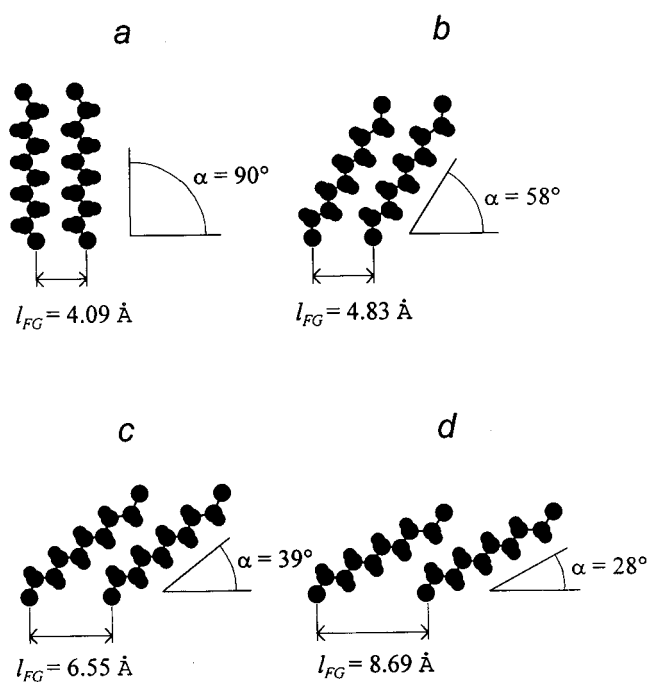 a
b
α = 90°
α = 58°
l_FG = 4.09 Å
l_FG = 4.83 Å
c
d
α = 39°
α = 28°
l_FG = 6.55 Å
l_FG = 8.69 Å